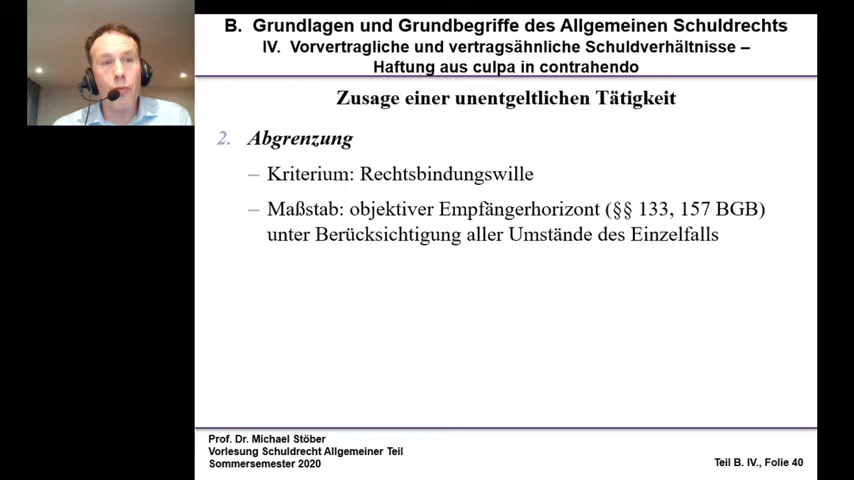 B. Grundlagen und Grundbegriffe des Allgemeinen Schuldrechts
IV. Vorvertragliche und vertragsähnliche Schuldverhältnisse –
Haftung aus culpa in contrahendo
Zusage einer unentgeltlichen Tätigkeit
2. Abgrenzung
– Kriterium: Rechtsbindungswille
– Maßstab: objektiver Empfängerhorizont (§§ 133, 157 BGB)
unter Berücksichtigung aller Umstände des Einzelfalls
Prof. Dr. Michael Stöber
Vorlesung Schuldrecht Allgemeiner Teil
Sommersemester 2020
Teil B. IV., Folie 40